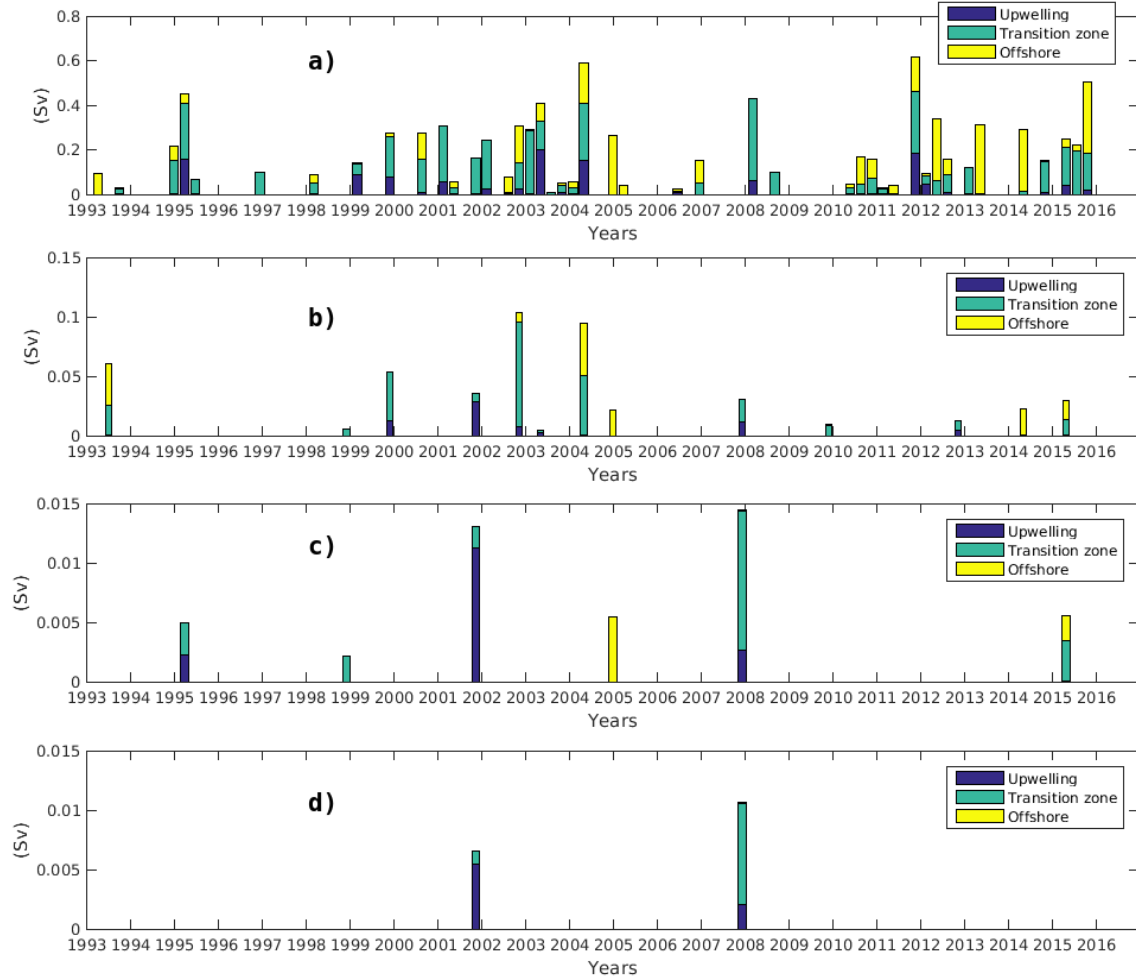 0.8
0.6
0.4
0.2
0
(Sv)
a)
Upwelling
Transition zone
Offshore
1993 1994 1995 1996 1997 1998 1999 2000 2001 2002 2003 2004 2005 2006 2007 2008 2009 2010 2011 2012 2013 2014 2015 2016
Years
0.15
0.1
0.05
0
(Sv)
b)
Upwelling
Transition zone
Offshore
1993 1994 1995 1996 1997 1998 1999 2000 2001 2002 2003 2004 2005 2006 2007 2008 2009 2010 2011 2012 2013 2014 2015 2016
Years
0.015
0.01
0.005
0
(Sv)
c)
Upwelling
Transition zone
Offshore
1993 1994 1995 1996 1997 1998 1999 2000 2001 2002 2003 2004 2005 2006 2007 2008 2009 2010 2011 2012 2013 2014 2015 2016
Years
0.015
0.01
0.005
0
(Sv)
d)
Upwelling
Transition zone
Offshore
1993 1994 1995 1996 1997 1998 1999 2000 2001 2002 2003 2004 2005 2006 2007 2008 2009 2010 2011 2012 2013 2014 2015 2016
Years